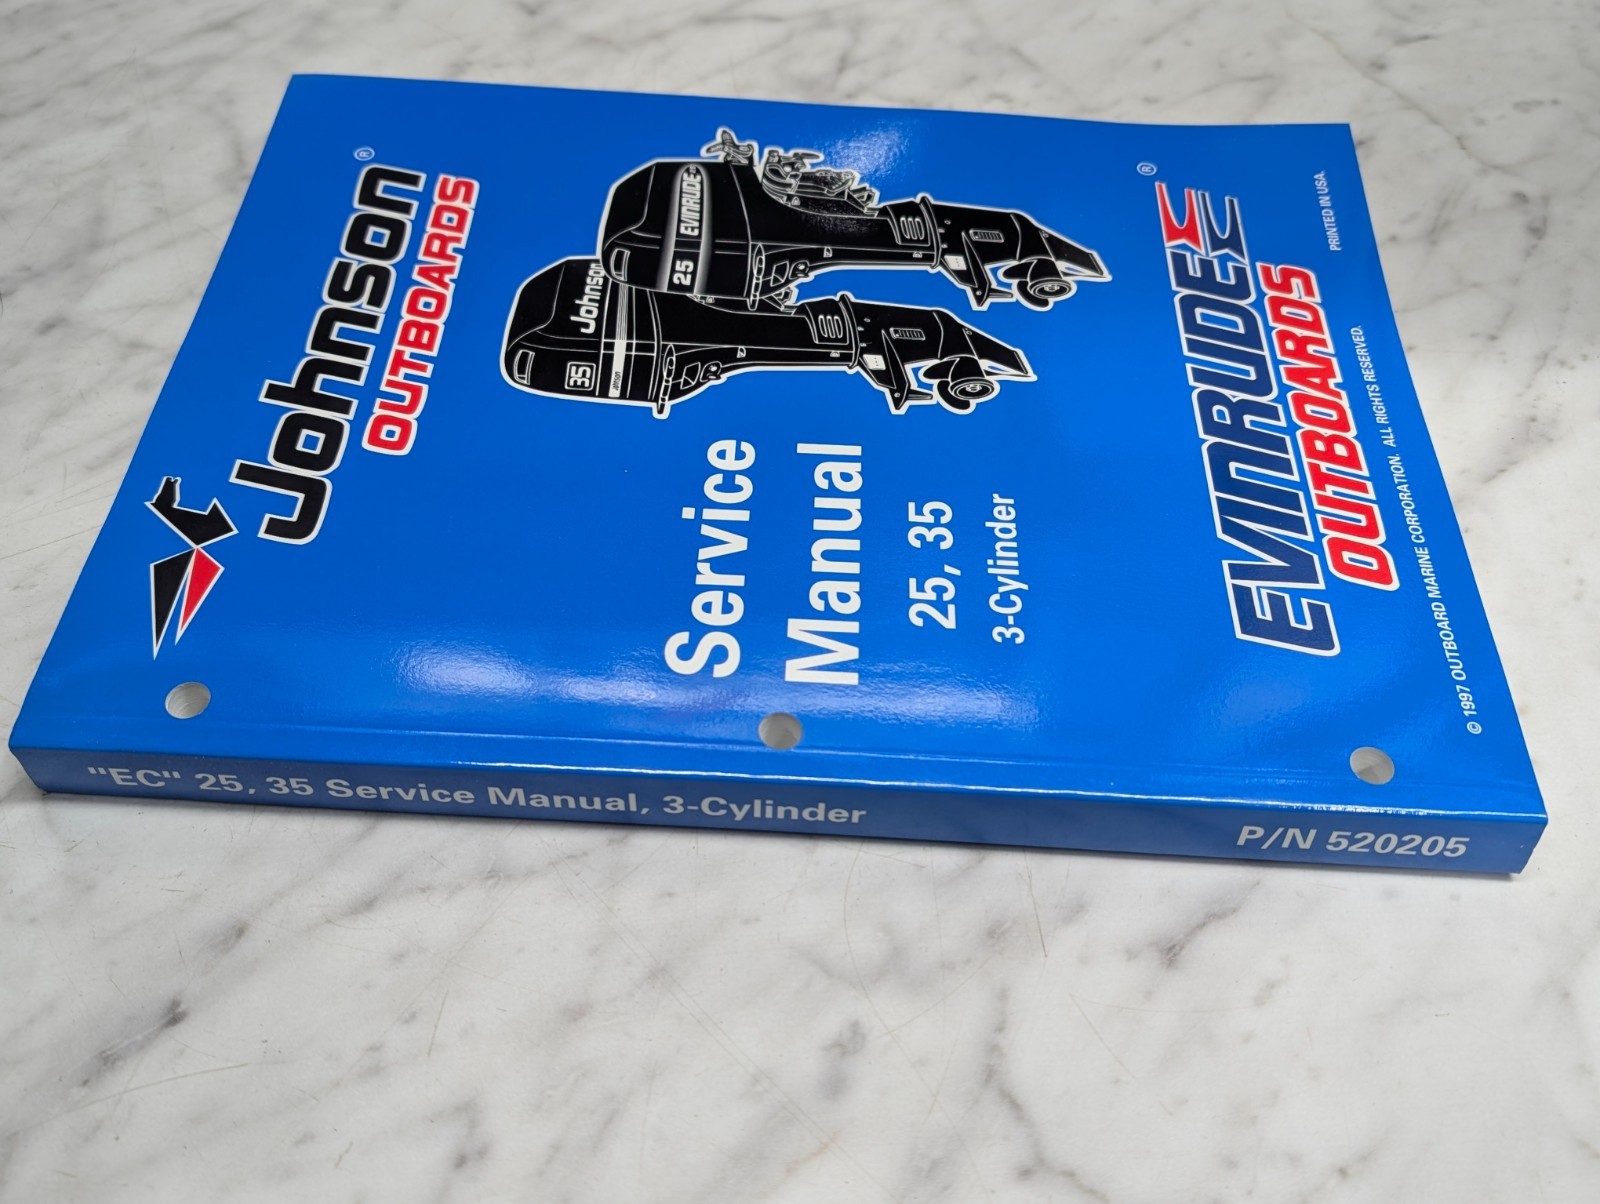 Johnson®
OUTBOARDS
EVINRUDE
25
Johnson
35
Service
Manual
25, 35
3-Cylinder
EVINRUDE®
OUTBOARDS
© 1997 OUTBOARD MARINE CORPORATION. ALL RIGHTS RESERVED. PRINTED IN USA.
"EC" 25, 35 Service Manual, 3-Cylinder
P/N 520205